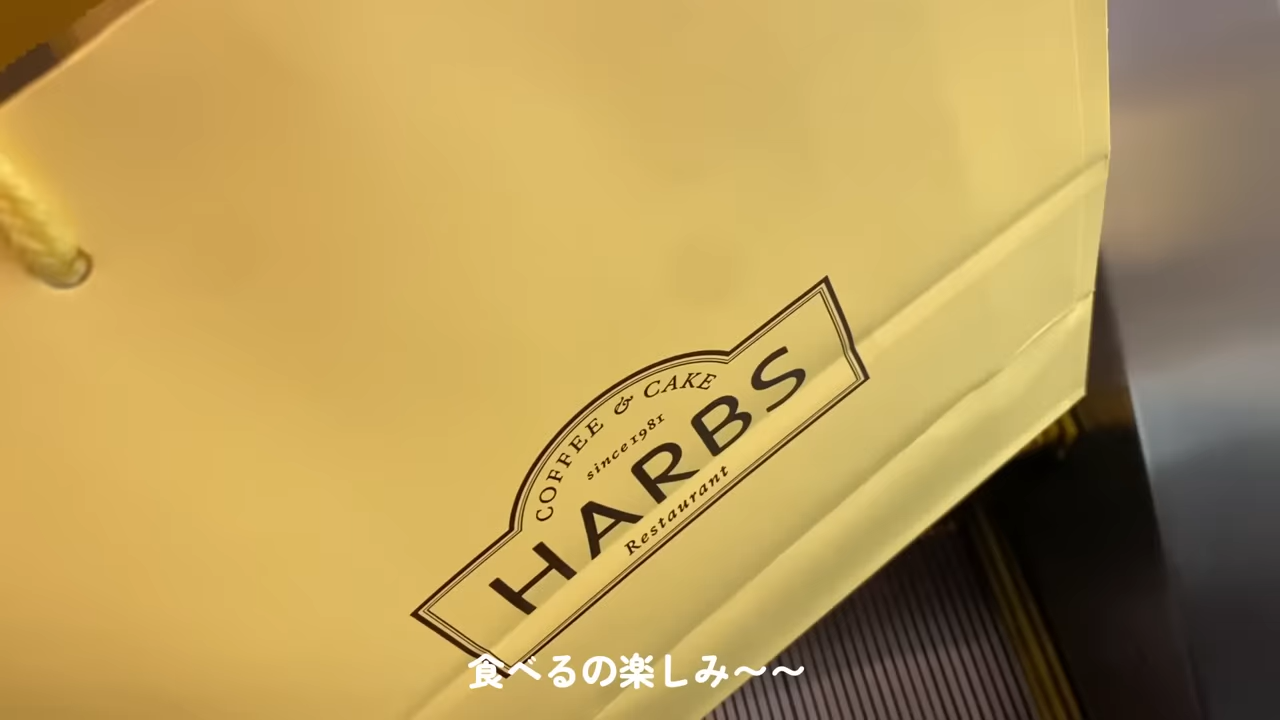 COFFEE & CAKE
since 1981
HARBS
Restaurant
食べるの楽しみ〜〜